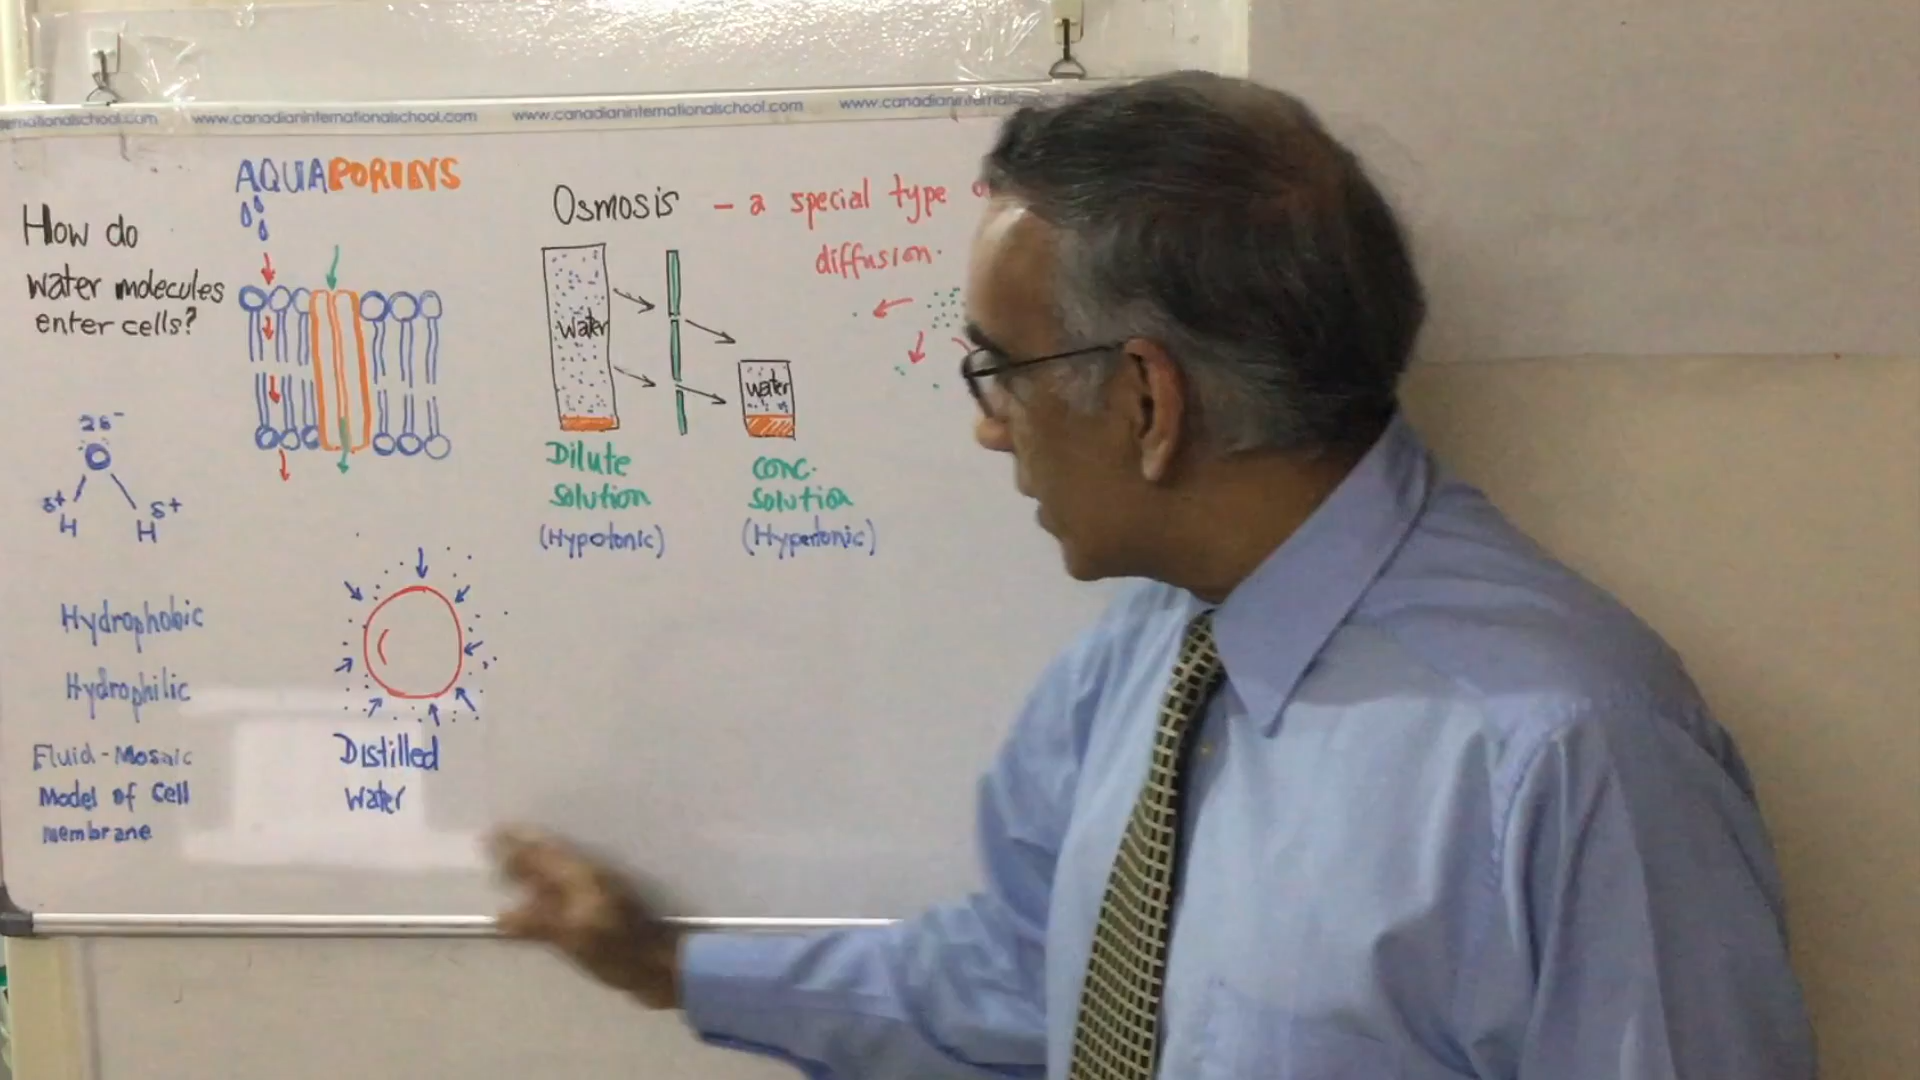 www.canadianinternationalschool.com www.canadianinternationalschool.com
AQUAPORINS
How do
water molecules
enter cells?
Osmosis - a special type
diffusion.
water
water
2δ-
O
δ+ δ+
H H
Dilute
solution
(Hypotonic)
conc.
solution
(Hypertonic)
Hydrophobic
Hydrophilic
Fluid-Mosaic
Model of Cell
membrane
Distilled
water